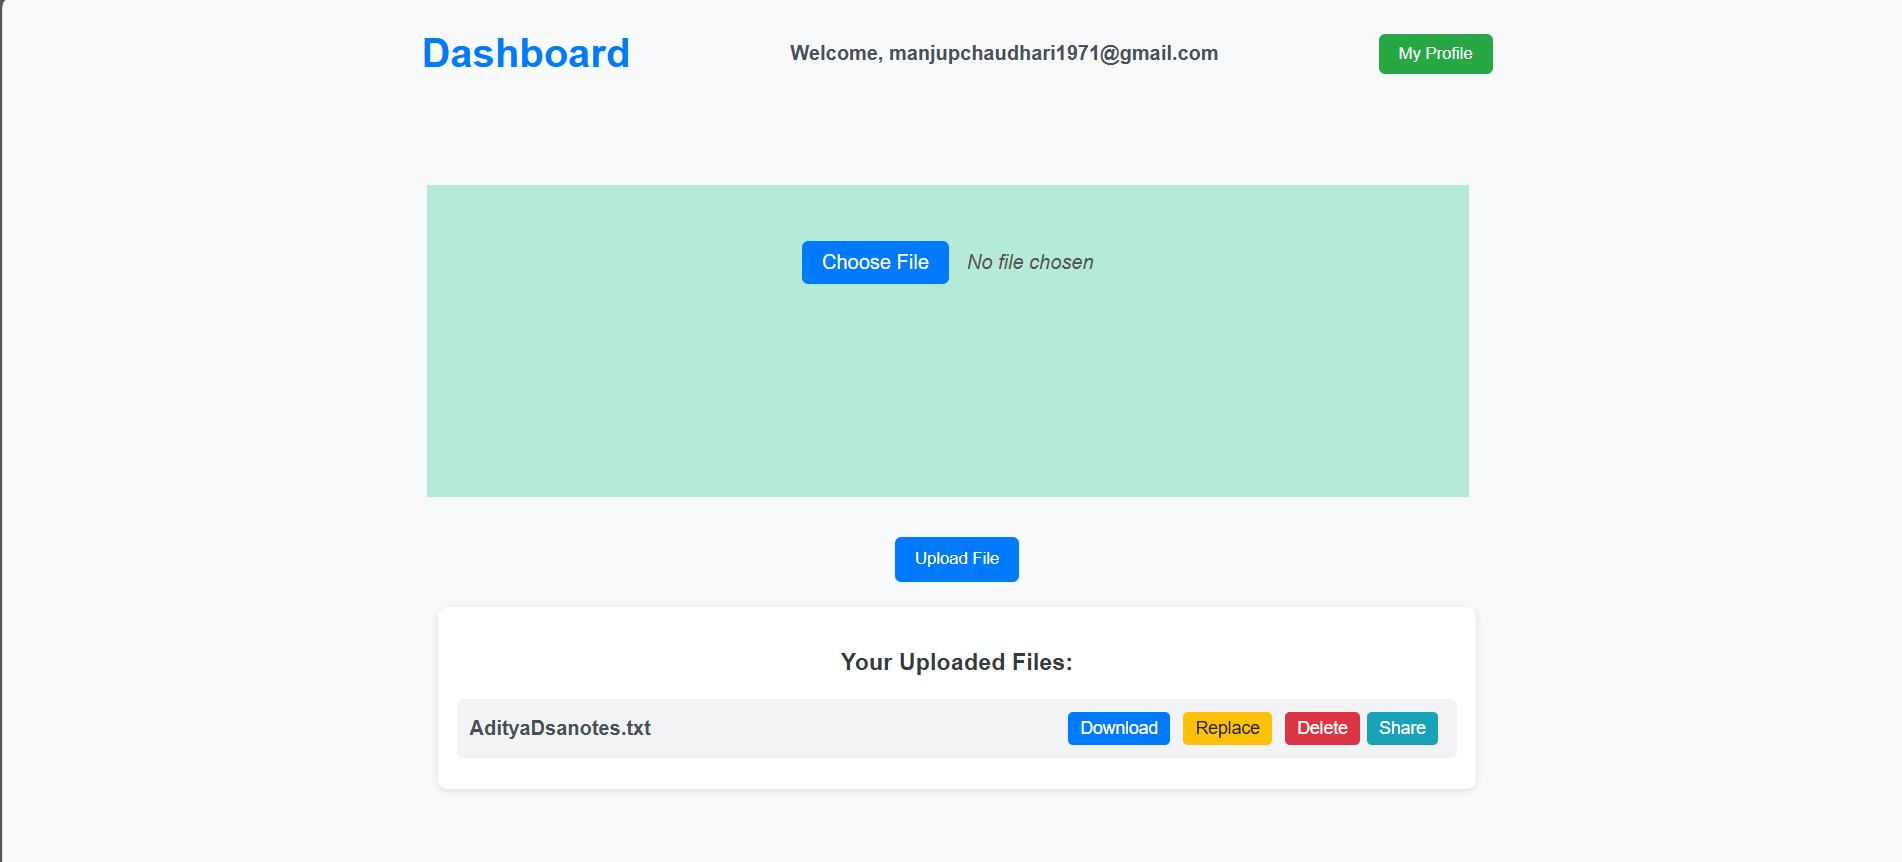 Dashboard
Welcome, manjupchaudhari1971@gmail.com
My Profile
Choose File
No file chosen
Upload File
Your Uploaded Files:
AdityaDsanotes.txt
Download
Replace
Delete
Share